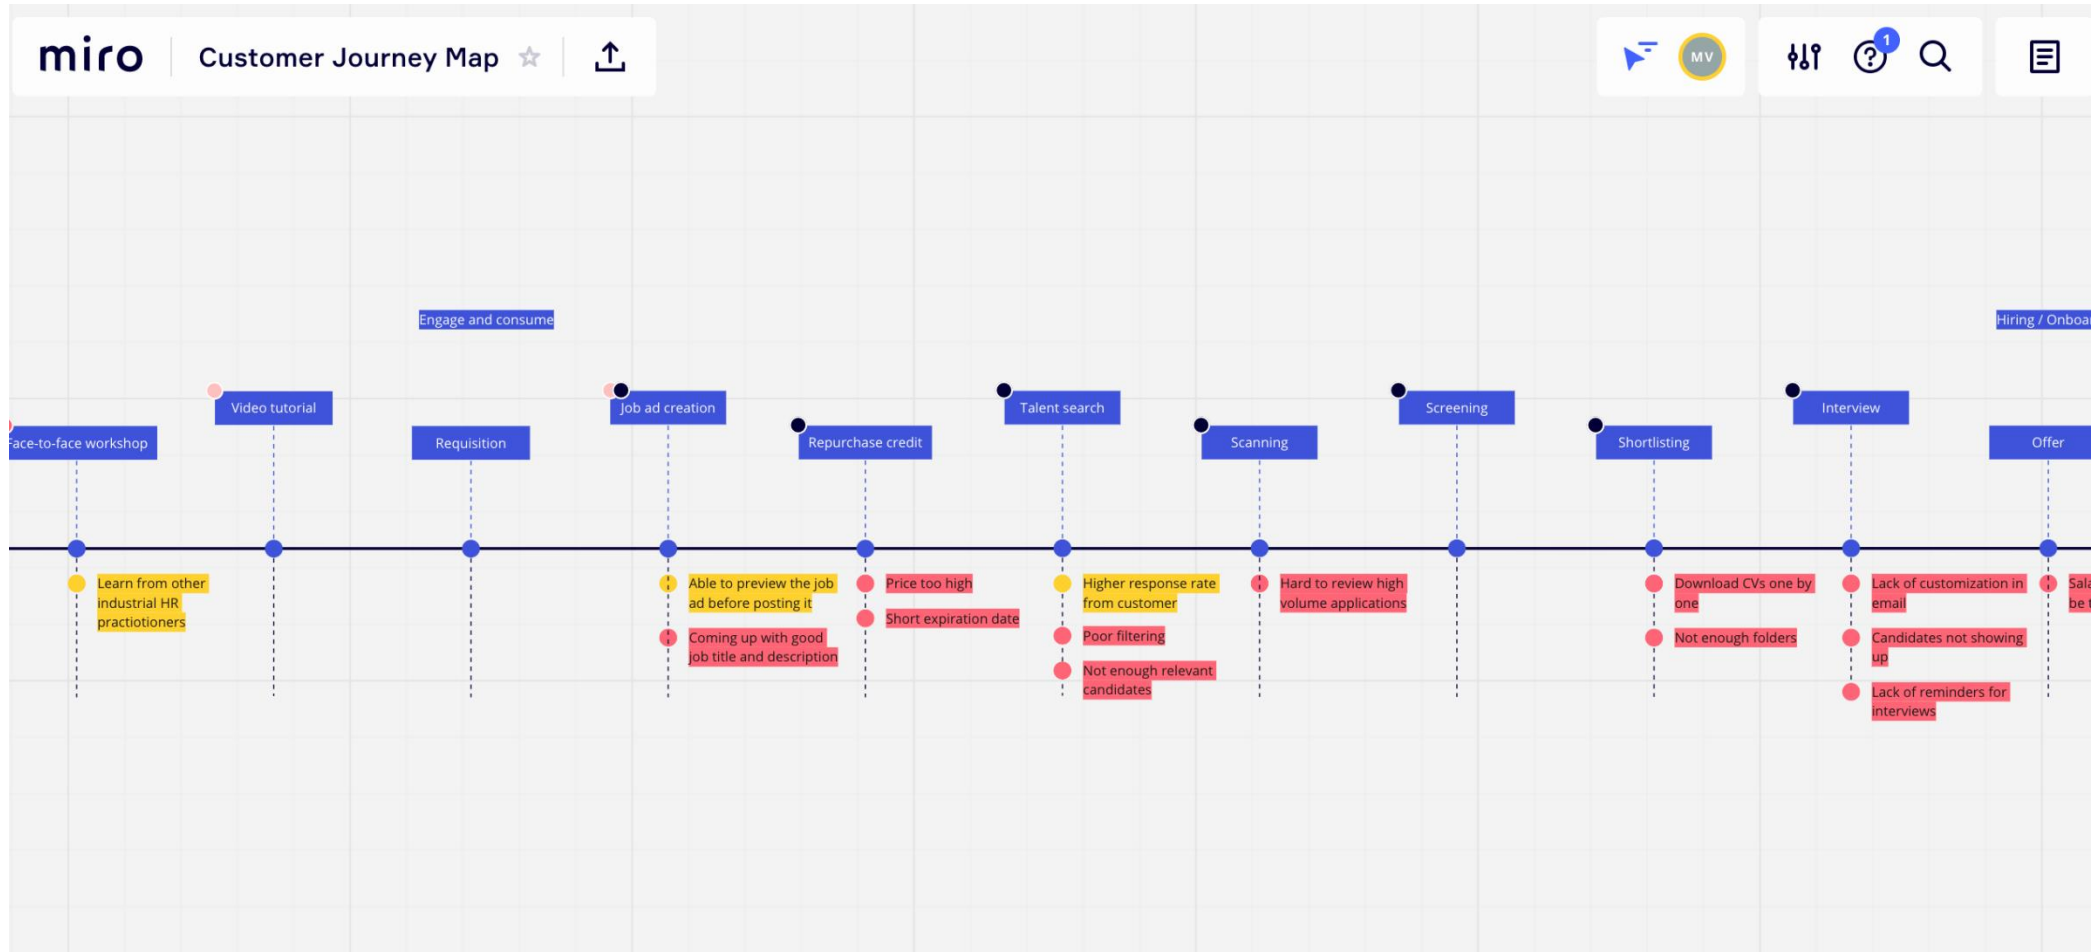 miro
Customer Journey Map
MV
1
Engage and consume
Hiring /
Video tutorial
Job ad creation
Talent search
Screening
Interview
Face-to-face workshop
Requisition
Repurchase credit
Scanning
Shortlisting
Offer
Learn from other
industrial HR
practiotioners
Able to preview the job
ad before posting it
Coming up with good
job title and description
Price too high
Short expiration date
Higher response rate
from customer
Poor filtering
Not enough relevant
candidates
Hard to review high
volume applications
Download CVs one by
one
Not enough folders
Lack of customization in
email
Candidates not showing
up
Lack of reminders for
interviews
be